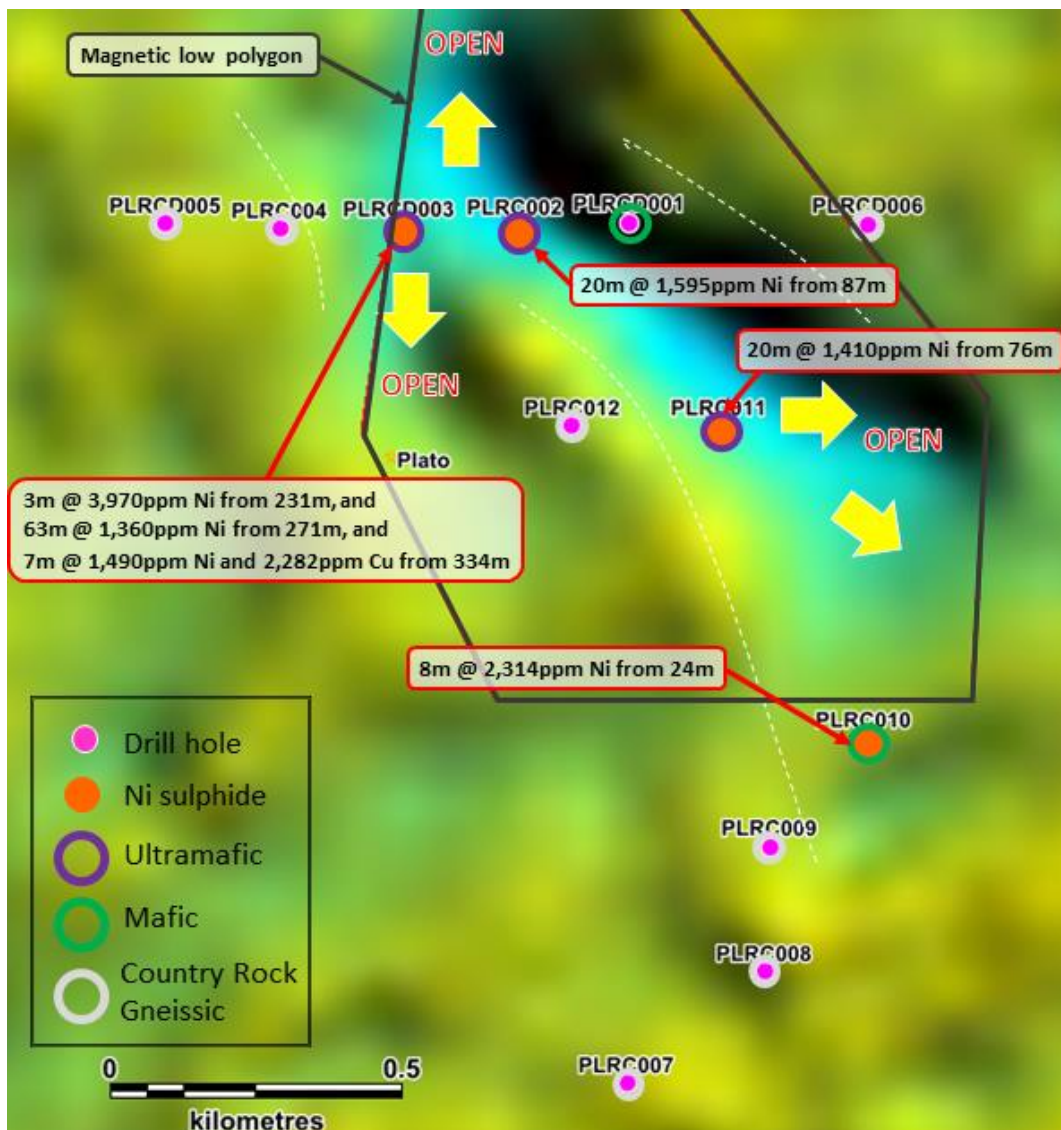 OPEN
Magnetic low polygon
PLRCD005
PLRC004
PLRCD003
PLRC002
PLRCD001
PLRCD006
20m @ 1,595ppm Ni from 87m
20m @ 1,410ppm Ni from 76m
OPEN
PLRC012
PLRC011
OPEN
Plato
3m @ 3,970ppm Ni from 231m, and
63m @ 1,360ppm Ni from 271m, and
7m @ 1,490ppm Ni and 2,282ppm Cu from 334m
8m @ 2,314ppm Ni from 24m
PLRC010
Drill hole
Ni sulphide
Ultramafic
Mafic
Country Rock
Gneissic
PLRC009
PLRC008
PLRC007
0 0.5
kilometres